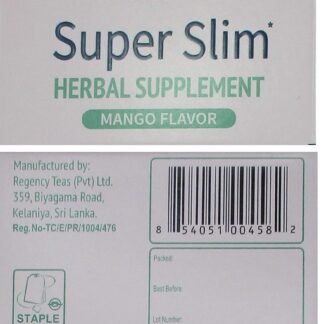 Super Slim*
HERBAL SUPPLEMENT
MANGO FLAVOR
Manufactured by:
Regency Teas (Pvt) Ltd.
359, Biyagama Road,
Kelaniya, Sri Lanka.
Reg. No-TC/E/PR/1004/476
8 54051 00458 2
Packed:
Best Before:
Lot Number:
STAPLE